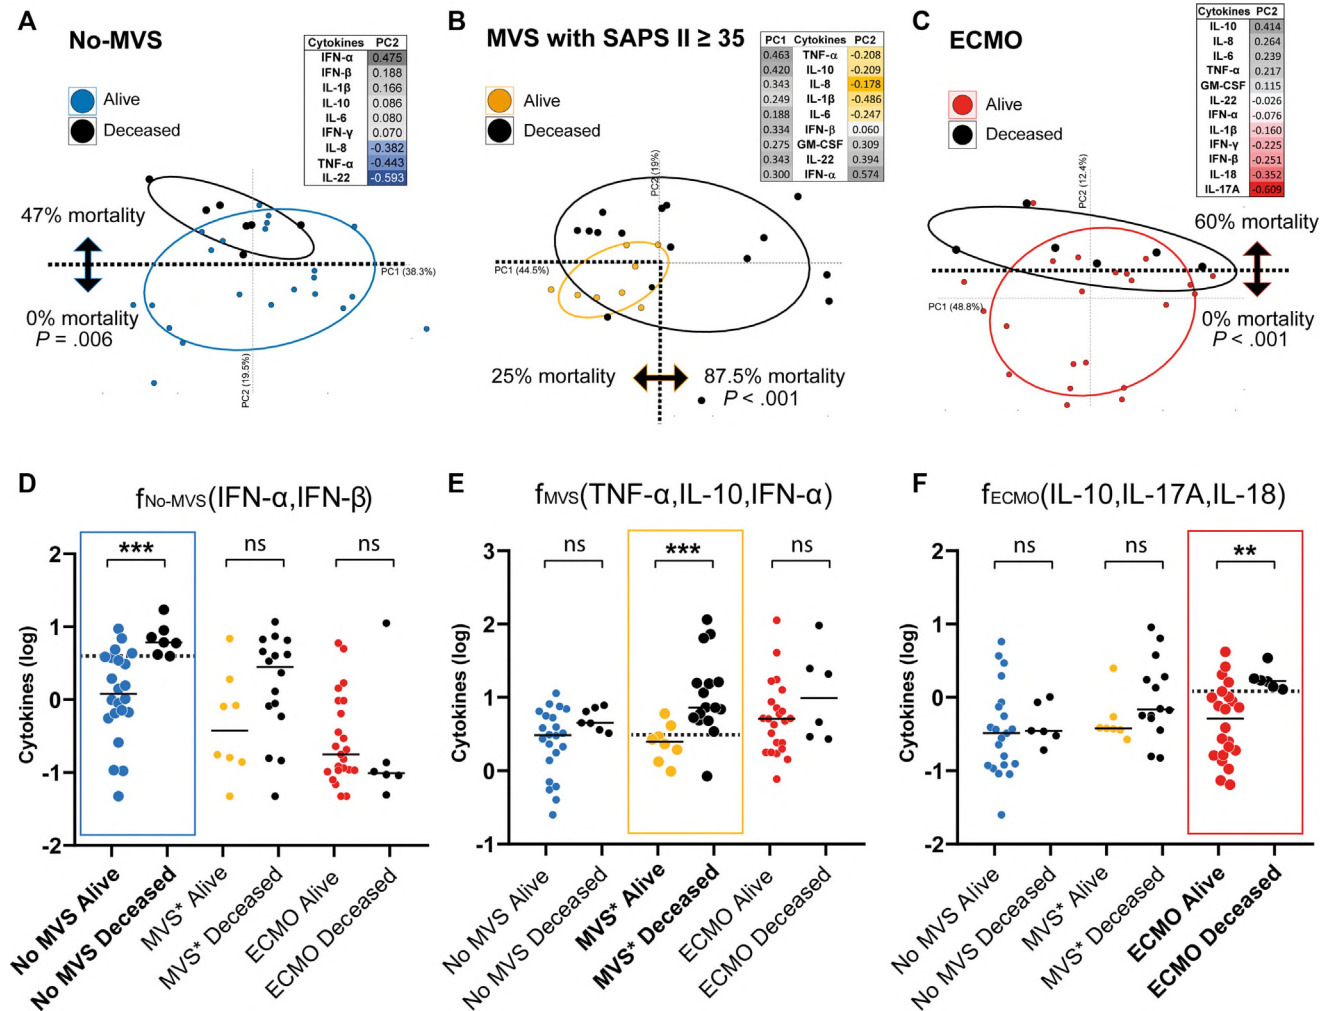 A
No-MVS
Alive
Deceased
Cytokines PC2
IFN-α 0.475
IFN-β 0.188
IL-1β 0.166
IL-10 0.086
IL-6 0.080
IFN-γ 0.070
IL-8 -0.382
TNF-α -0.443
IL-22 -0.593
47% mortality
0% mortality
P = .006
PC1 (38.3%)
PC2 (19.5%)
B
MVS with SAPS II ≥ 35
Alive
Deceased
PC1 Cytokines PC2
0.463 TNF-α -0.208
0.420 IL-10 -0.209
0.343 IL-8 -0.178
0.249 IL-1β -0.486
0.188 IL-6 -0.247
0.334 IFN-β 0.060
0.275 GM-CSF 0.309
0.343 IL-22 0.394
0.300 IFN-α 0.574
PC2 (19%)
PC1 (44.5%)
25% mortality
87.5% mortality
P < .001
C
ECMO
Alive
Deceased
Cytokines PC2
IL-10 0.414
IL-8 0.264
IL-6 0.239
TNF-α 0.217
GM-CSF 0.115
IL-22 -0.026
IFN-α -0.076
IL-1β -0.160
IFN-γ -0.225
IFN-β -0.251
IL-18 -0.352
IL-17A -0.609
PC2 (12.4%)
PC1 (48.8%)
60% mortality
0% mortality
P < .001
D
fNo-MVS(IFN-α,IFN-β)
Cytokines (log)
2
1
0
-1
-2
***
ns
ns
No MVS Alive
No MVS Deceased
MVS* Alive
MVS* Deceased
ECMO Alive
ECMO Deceased
E
fMVS(TNF-α,IL-10,IFN-α)
Cytokines (log)
3
2
1
0
-1
ns
***
ns
No MVS Alive
No MVS Deceased
MVS* Alive
MVS* Deceased
ECMO Alive
ECMO Deceased
F
fECMO(IL-10,IL-17A,IL-18)
Cytokines (log)
2
1
0
-1
-2
ns
ns
**
No MVS Alive
No MVS Deceased
MVS* Alive
MVS* Deceased
ECMO Alive
ECMO Deceased